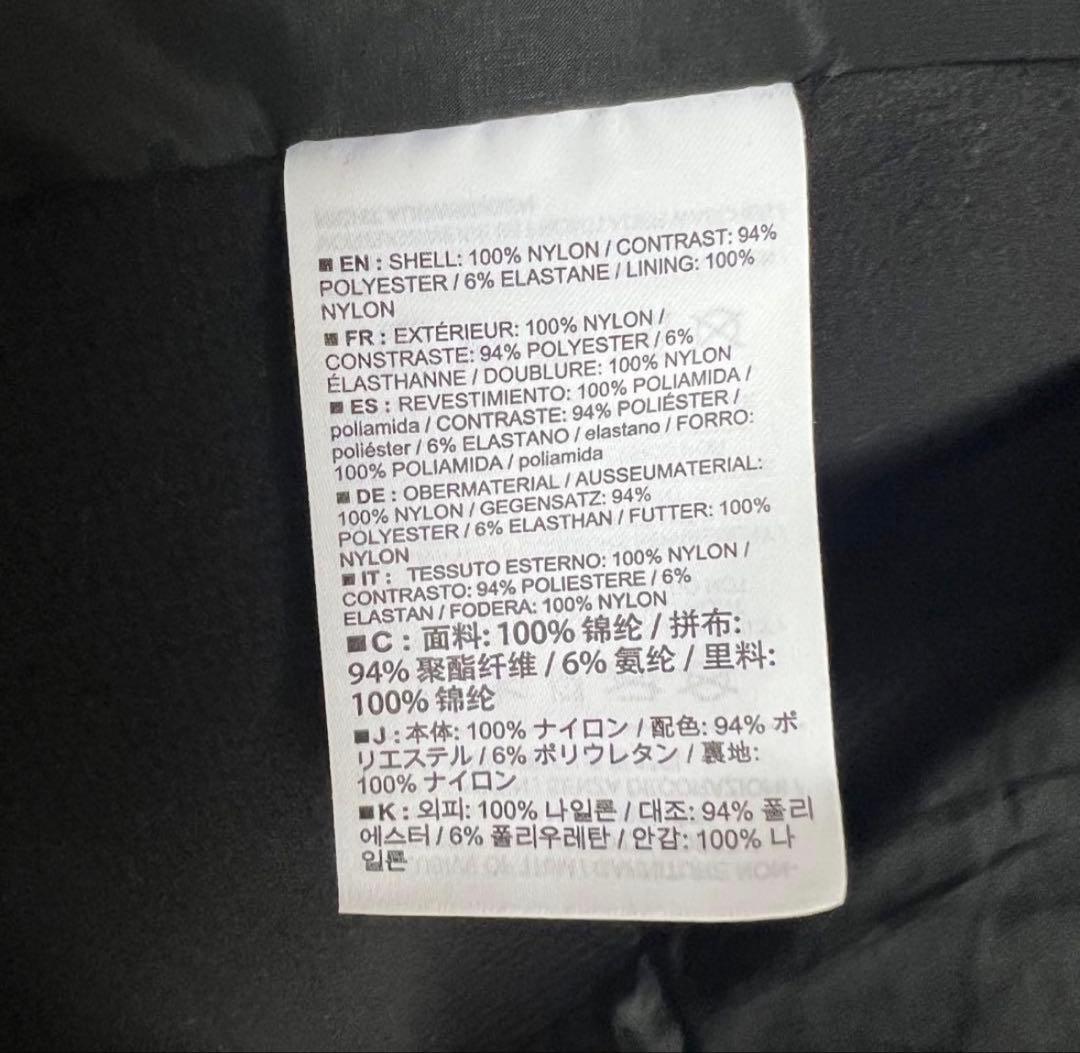 ■ EN : SHELL: 100% NYLON / CONTRAST: 94%
POLYESTER / 6% ELASTANE / LINING: 100%
NYLON
■ FR : EXTÉRIEUR: 100% NYLON /
CONSTRASTE: 94% POLYESTER / 6%
ÉLASTHANNE / DOUBLURE: 100% NYLON
■ ES : REVESTIMIENTO: 100% POLIAMIDA /
poliamida / CONTRASTE: 94% POLIÉSTER /
poliéster / 6% ELASTANO / elastano / FORRO:
100% POLIAMIDA / poliamida
■ DE : OBERMATERIAL / AUSSEUMATERIAL:
100% NYLON / GEGENSATZ: 94%
POLYESTER / 6% ELASTHAN / FUTTER: 100%
NYLON
■ IT : TESSUTO ESTERNO: 100% NYLON /
CONTRASTO: 94% POLIESTERE / 6%
ELASTAN / FODERA: 100% NYLON
■ C : 面料: 100% 锦纶 / 拼布:
94% 聚酯纤维 / 6% 氨纶 / 里料:
100% 锦纶
■ J : 本体: 100% ナイロン / 配色: 94% ポ
リエステル / 6% ポリウレタン / 裏地:
100% ナイロン
■ K : 외피: 100% 나일론 / 대조: 94% 폴리
에스터 / 6% 폴리우레탄 / 안감: 100% 나
일론